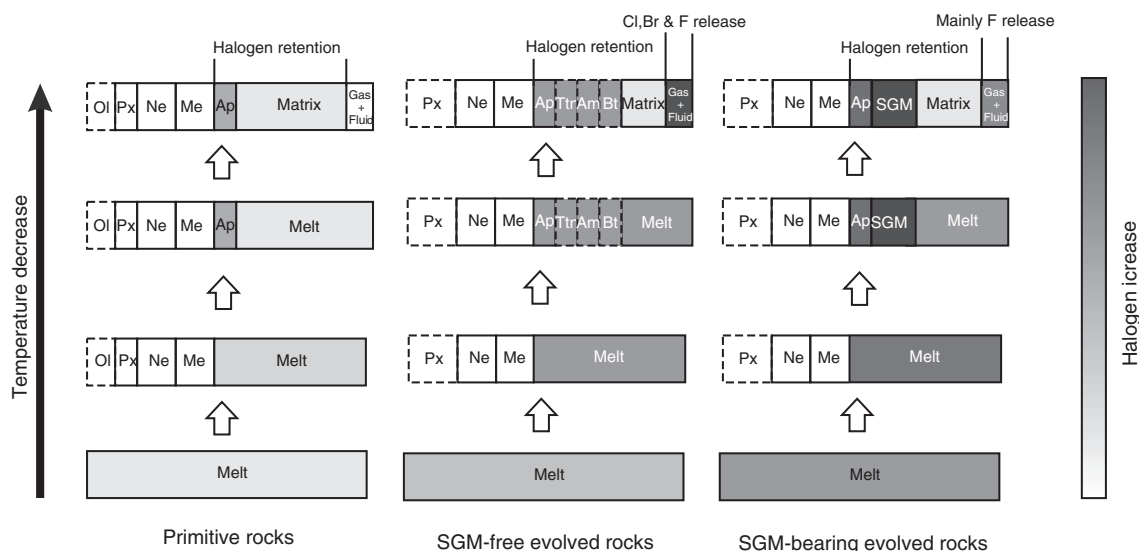 Cl,Br & F release
Mainly F release
Halogen retention
Halogen retention
Halogen retention
Ol Px Ne Me Ap Matrix Gas + Fluid
Px Ne Me Ap Ttn Am Bt Matrix Gas + Fluid
Px Ne Me Ap SGM Matrix Gas + Fluid
Ol Px Ne Me Ap Melt
Px Ne Me Ap Ttn Am Bt Melt
Px Ne Me Ap SGM Melt
Ol Px Ne Me Melt
Px Ne Me Melt
Px Ne Me Melt
Melt
Melt
Melt
Primitive rocks
SGM-free evolved rocks
SGM-bearing evolved rocks
Temperature decrease
Halogen icrease